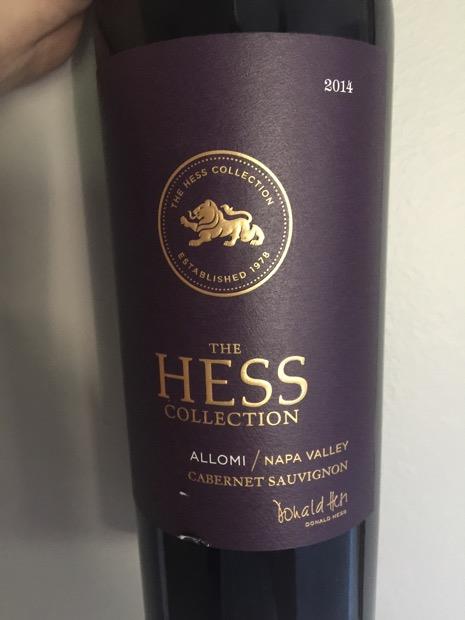 2014
THE HESS COLLECTION
ESTABLISHED 1978
THE
HESS
COLLECTION
ALLOMI / NAPA VALLEY
CABERNET SAUVIGNON
Donald Hess
DONALD HESS